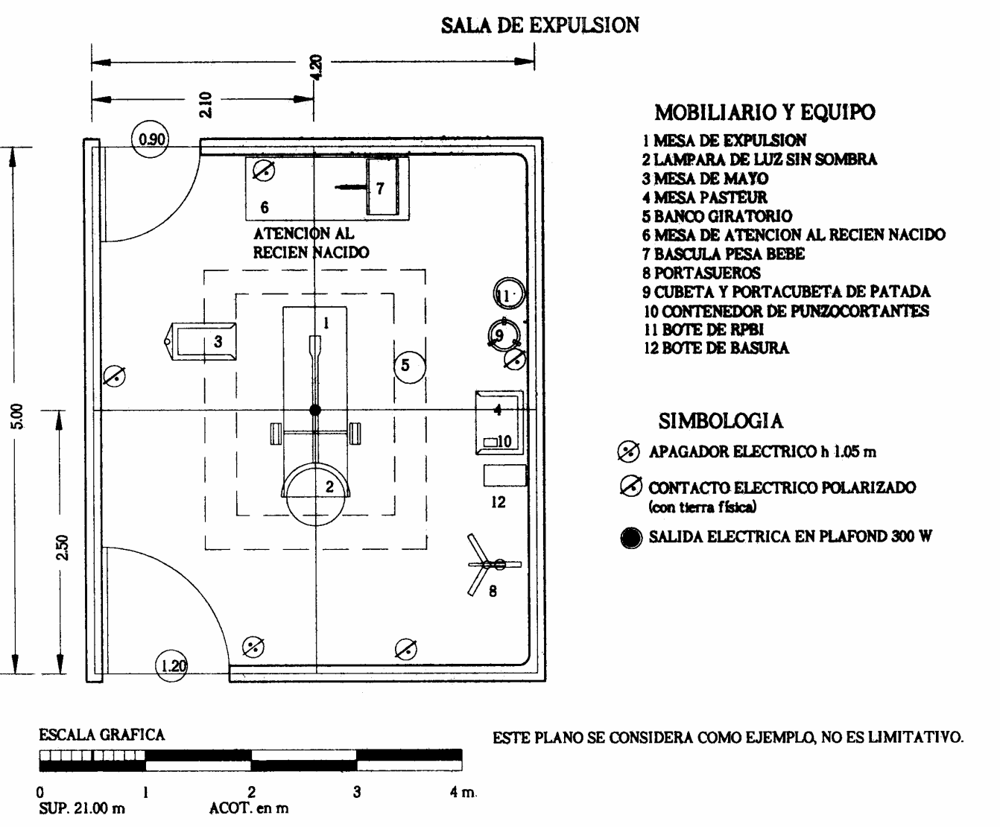 SALA DE EXPULSION
4.20
2.10
0.90
MOBILIARIO Y EQUIPO
1 MESA DE EXPULSION
2 LAMPARA DE LUZ SIN SOMBRA
3 MESA DE MAYO
4 MESA PASTEUR
5 BANCO GIRATORIO
6 MESA DE ATENCION AL RECIEN NACIDO
7 BASCULA PESA BEBE
8 PORTASUEROS
9 CUBETA Y PORTACUBETA DE PATADA
10 CONTENEDOR DE PUNZOCORTANTES
11 BOTE DE RPBI
12 BOTE DE BASURA
7
6
ATENCION AL
RECIEN NACIDO
11
1
9
3
5
4
10
5.00
2
12
2.50
8
1.20
SIMBOLOGIA
APAGADOR ELECTRICO h 1.05 m
CONTACTO ELECTRICO POLARIZADO
(con tierra física)
SALIDA ELECTRICA EN PLAFOND 300 W
ESCALA GRAFICA
0 1 2 3 4 m.
SUP. 21.00 m ACOT. en m
ESTE PLANO SE CONSIDERA COMO EJEMPLO, NO ES LIMITATIVO.